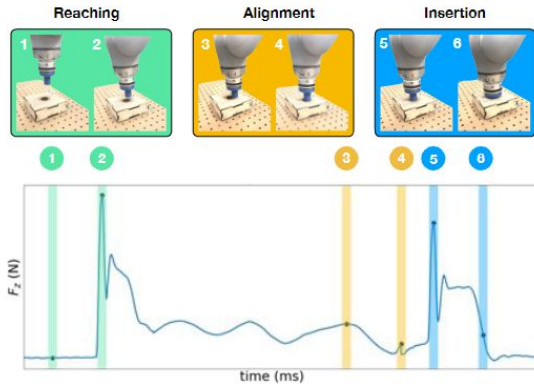 Reaching
Alignment
Insertion
1 2
3 4
5 6
1 2 3 4 5 6
F_z (N)
time (ms)